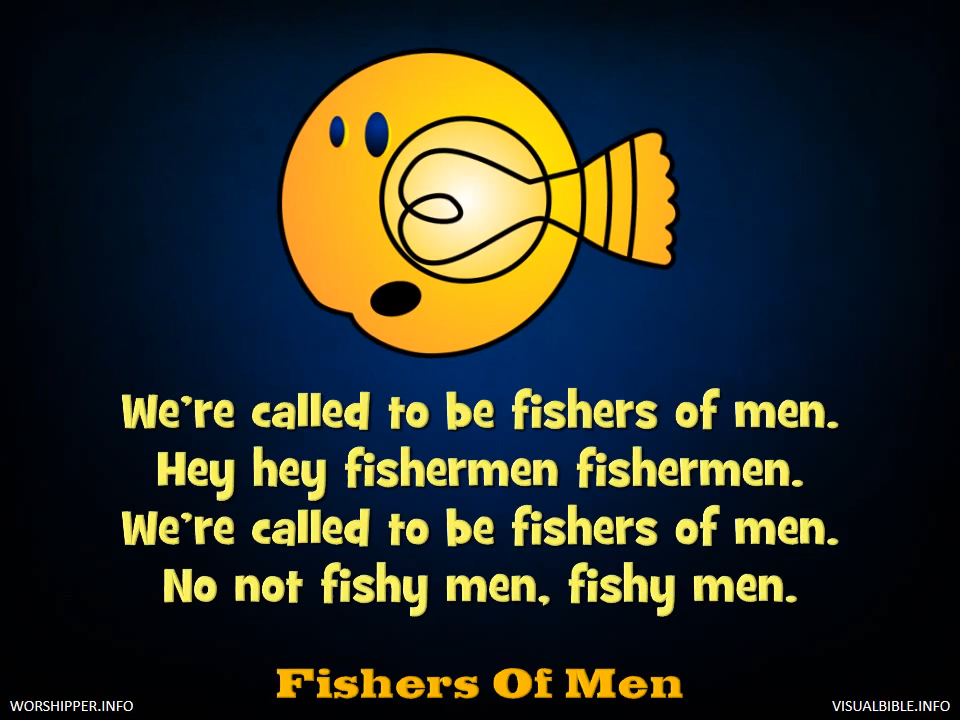 We're called to be fishers of men.
Hey hey fishermen fishermen.
We're called to be fishers of men.
No not fishy men, fishy men.
Fishers Of Men
WORSHIPPER.INFO
VISUALBIBLE.INFO